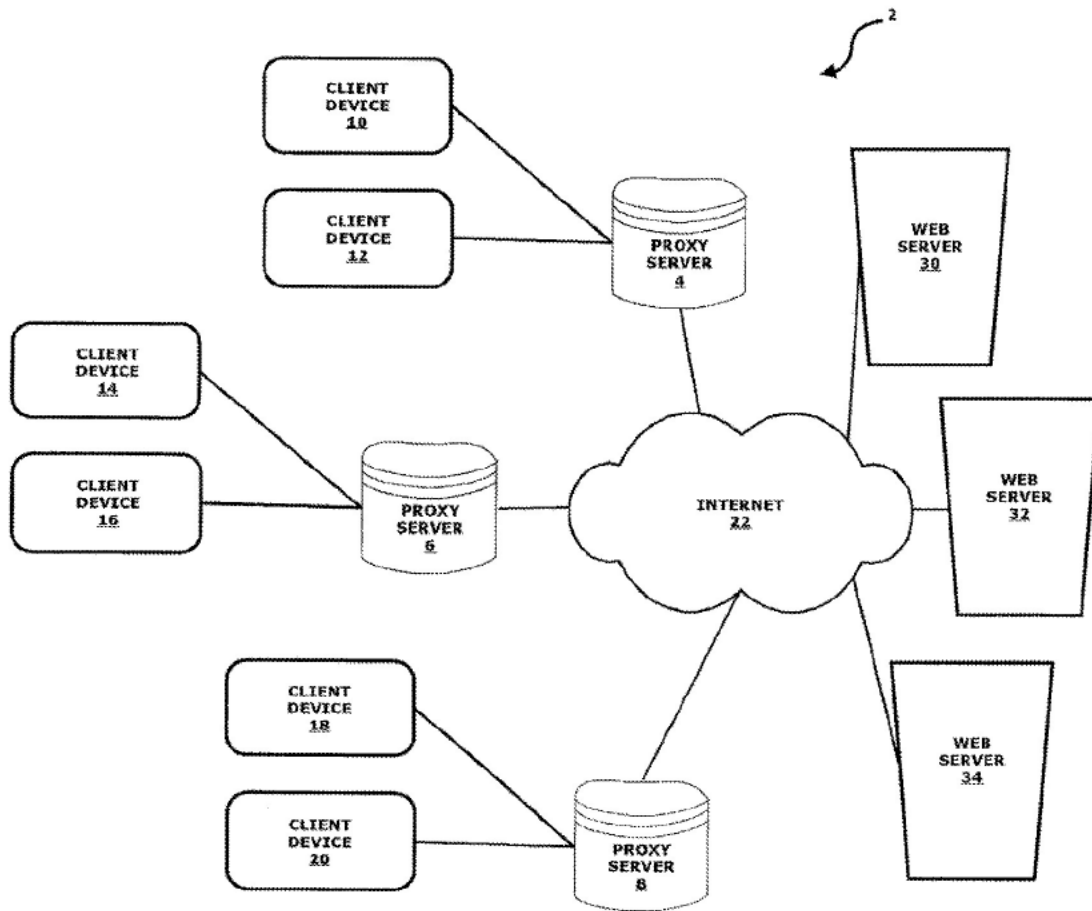 2
CLIENT
DEVICE
10
CLIENT
DEVICE
12
PROXY
SERVER
4
WEB
SERVER
30
CLIENT
DEVICE
14
CLIENT
DEVICE
16
PROXY
SERVER
6
INTERNET
22
WEB
SERVER
32
CLIENT
DEVICE
18
CLIENT
DEVICE
20
PROXY
SERVER
8
WEB
SERVER
34